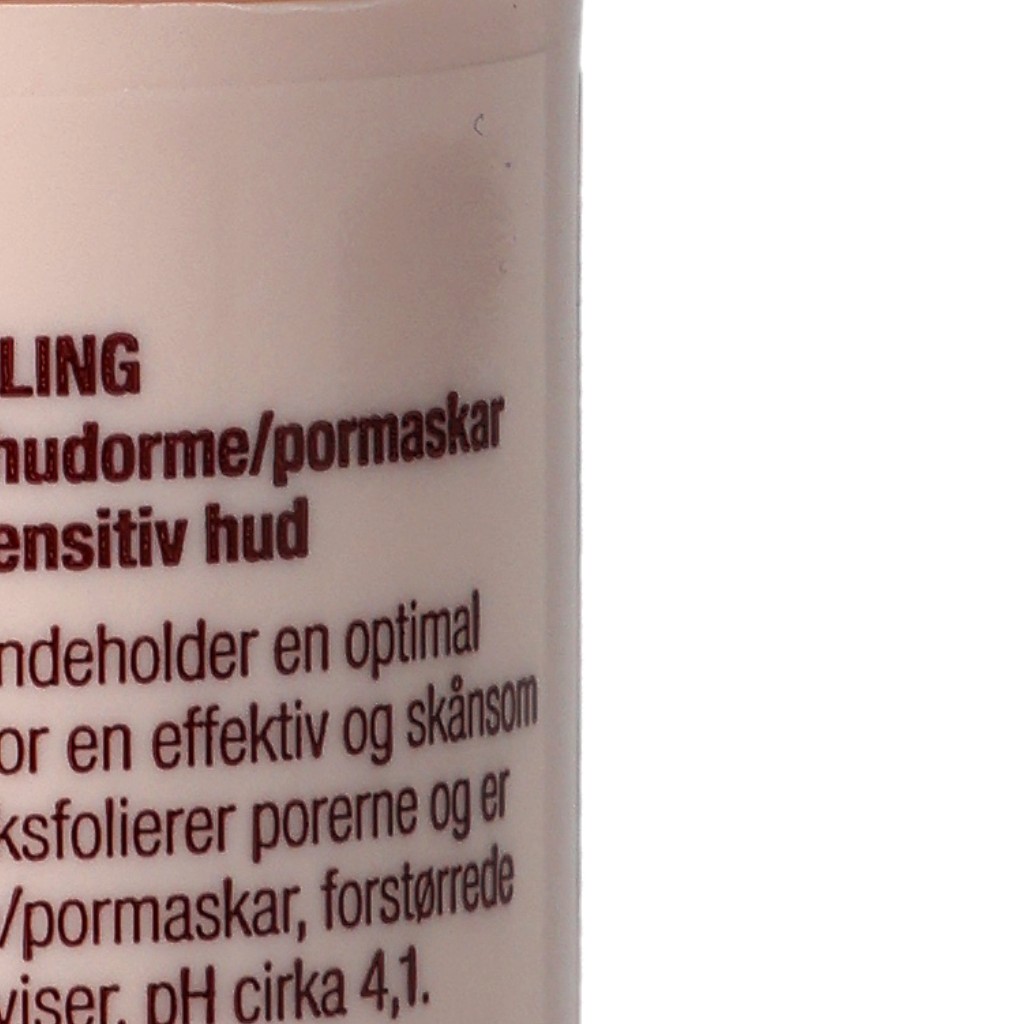 LING
hudorme/pormaskar
ensitiv hud
ndeholder en optimal
or en effektiv og skånsom
ksfolierer porerne og er
/pormaskar, forstørrede
viser. pH cirka 4,1.